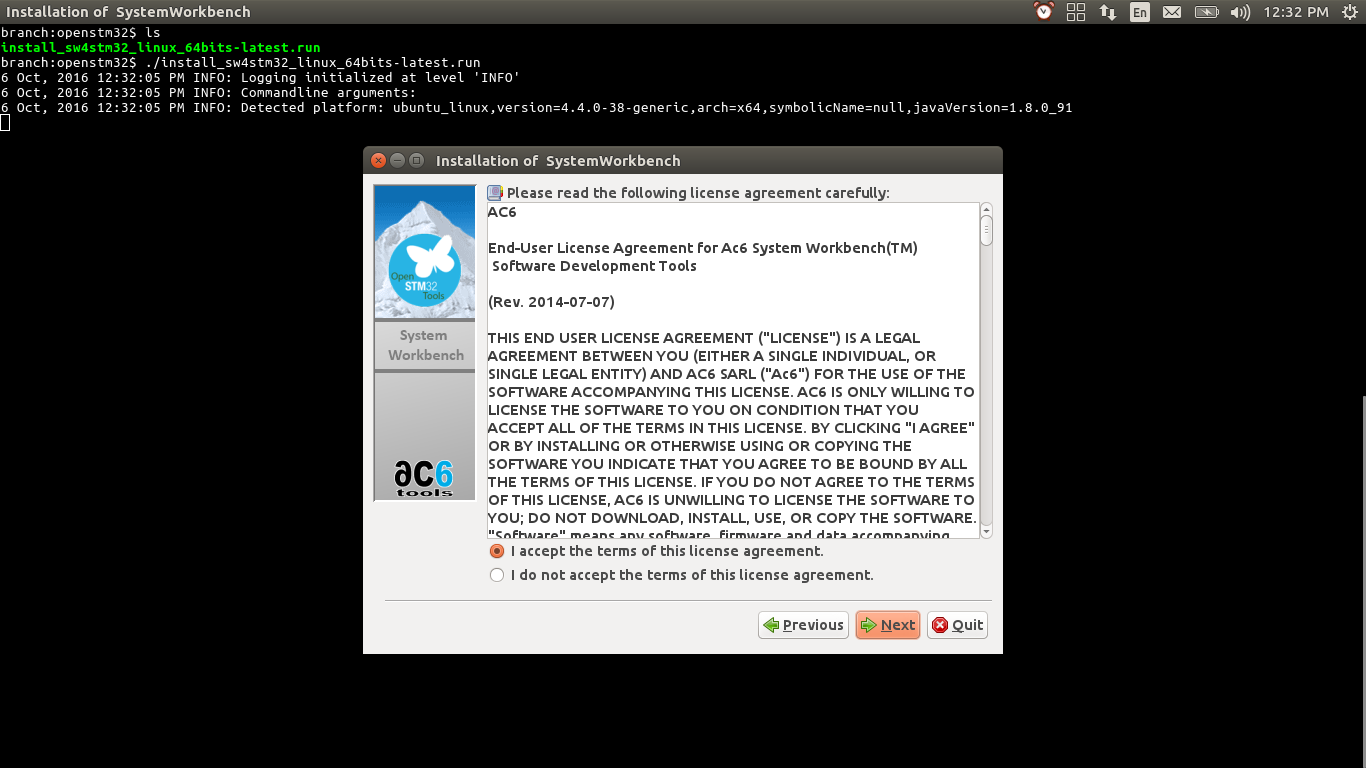 Installation of  SystemWorkbench
En
12:32 PM
branch:openstm32$ ls
install_sw4stm32_linux_64bits-latest.run
branch:openstm32$ ./install_sw4stm32_linux_64bits-latest.run
6 Oct, 2016 12:32:05 PM INFO: Logging initialized at level 'INFO'
6 Oct, 2016 12:32:05 PM INFO: Commandline arguments:
6 Oct, 2016 12:32:05 PM INFO: Detected platform: ubuntu_linux,version=4.4.0-38-generic,arch=x64,symbolicName=null,javaVersion=1.8.0_91
Installation of  SystemWorkbench
Open
STM32
Tools
System
Workbench
ac6
tools
Please read the following license agreement carefully:
AC6
End-User License Agreement for Ac6 System Workbench(TM)
Software Development Tools
(Rev. 2014-07-07)
THIS END USER LICENSE AGREEMENT ("LICENSE") IS A LEGAL
AGREEMENT BETWEEN YOU (EITHER A SINGLE INDIVIDUAL, OR
SINGLE LEGAL ENTITY) AND AC6 SARL ("Ac6") FOR THE USE OF THE
SOFTWARE ACCOMPANYING THIS LICENSE. AC6 IS ONLY WILLING TO
LICENSE THE SOFTWARE TO YOU ON CONDITION THAT YOU
ACCEPT ALL OF THE TERMS IN THIS LICENSE. BY CLICKING "I AGREE"
OR BY INSTALLING OR OTHERWISE USING OR COPYING THE
SOFTWARE YOU INDICATE THAT YOU AGREE TO BE BOUND BY ALL
THE TERMS OF THIS LICENSE. IF YOU DO NOT AGREE TO THE TERMS
OF THIS LICENSE, AC6 IS UNWILLING TO LICENSE THE SOFTWARE TO
YOU; DO NOT DOWNLOAD, INSTALL, USE, OR COPY THE SOFTWARE.
"Software" means any software, firmware and data accompanying
I accept the terms of this license agreement.
I do not accept the terms of this license agreement.
Previous
Next
Quit